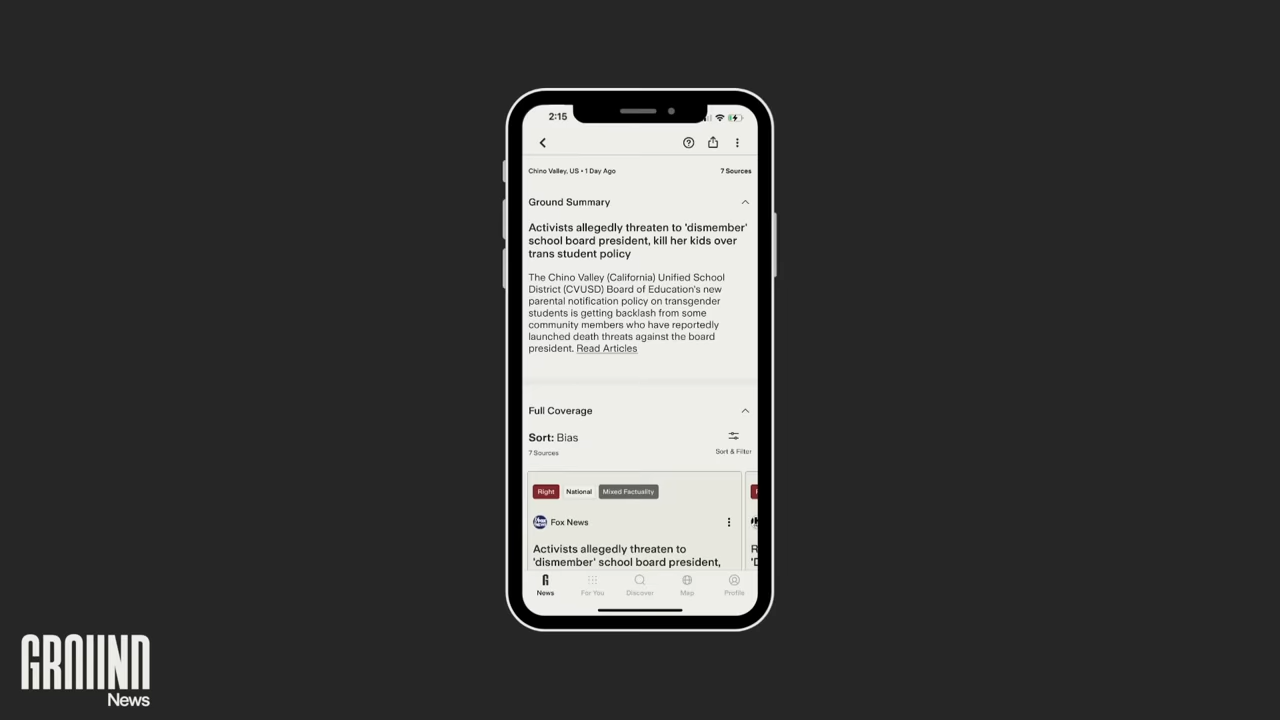 2:15
Chino Valley, US • 1 Day Ago
7 Sources
Ground Summary
Activists allegedly threaten to 'dismember'
school board president, kill her kids over
trans student policy
The Chino Valley (California) Unified School
District (CVUSD) Board of Education's new
parental notification policy on transgender
students is getting backlash from some
community members who have reportedly
launched death threats against the board
president. Read Articles
Full Coverage
Sort: Bias
7 Sources
Sort & Filter
Right National Mixed Factuality
Fox News
Activists allegedly threaten to
'dismember' school board president,
News For You Discover Map Profile
GROUND
News